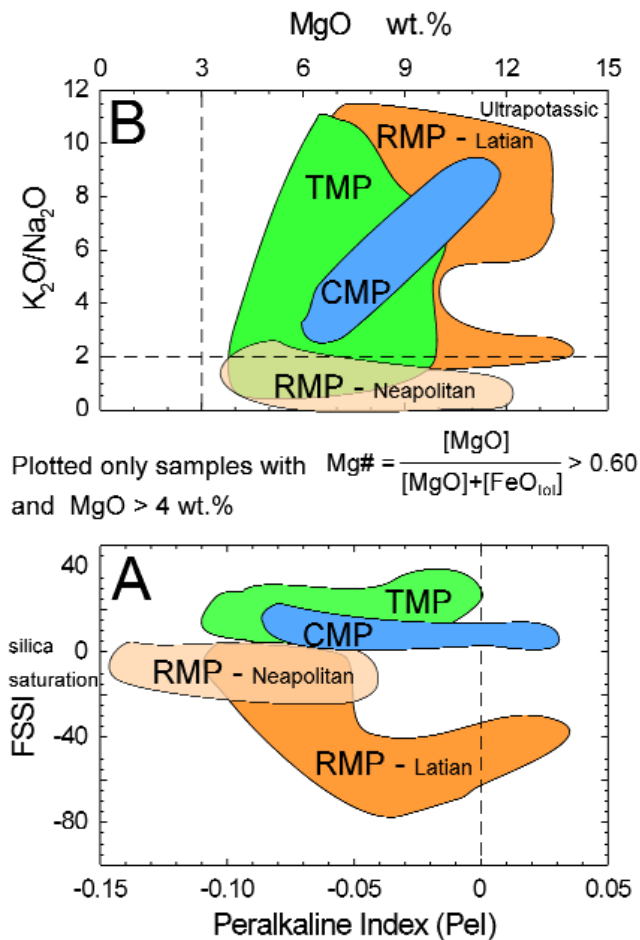 MgO wt.%
0 3 6 9 12 15
12
10
8
6
4
2
0
K₂O/Na₂O
B
Ultrapotassic
RMP - Latian
TMP
CMP
RMP - Neapolitan
Plotted only samples with Mg# = [MgO] / [MgO]+[FeO_tot] > 0.60
and MgO > 4 wt.%
40
0
-40
-80
silica
saturation
FSSI
A
TMP
CMP
RMP - Neapolitan
RMP - Latian
-0.15 -0.10 -0.05 0 0.05
Peralkaline Index (PeI)